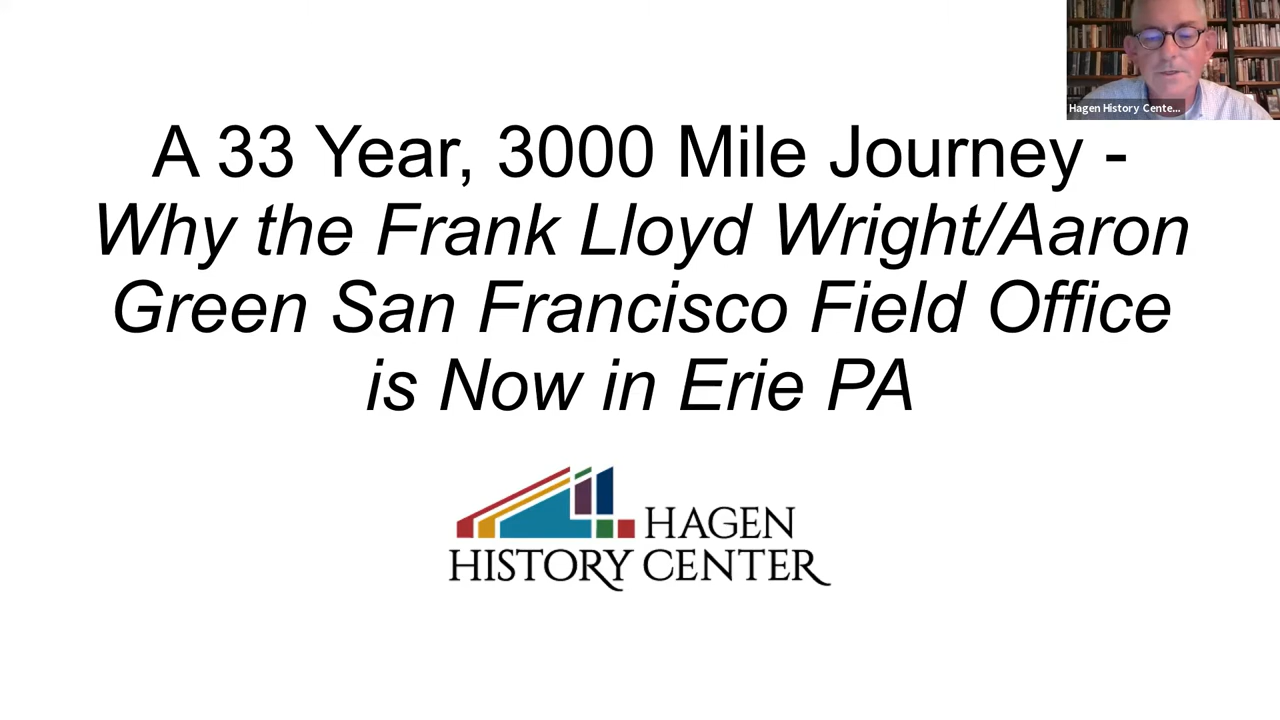 Hagen History Cente...
A 33 Year, 3000 Mile Journey -
Why the Frank Lloyd Wright/Aaron
Green San Francisco Field Office
is Now in Erie PA
HAGEN
HISTORY CENTER